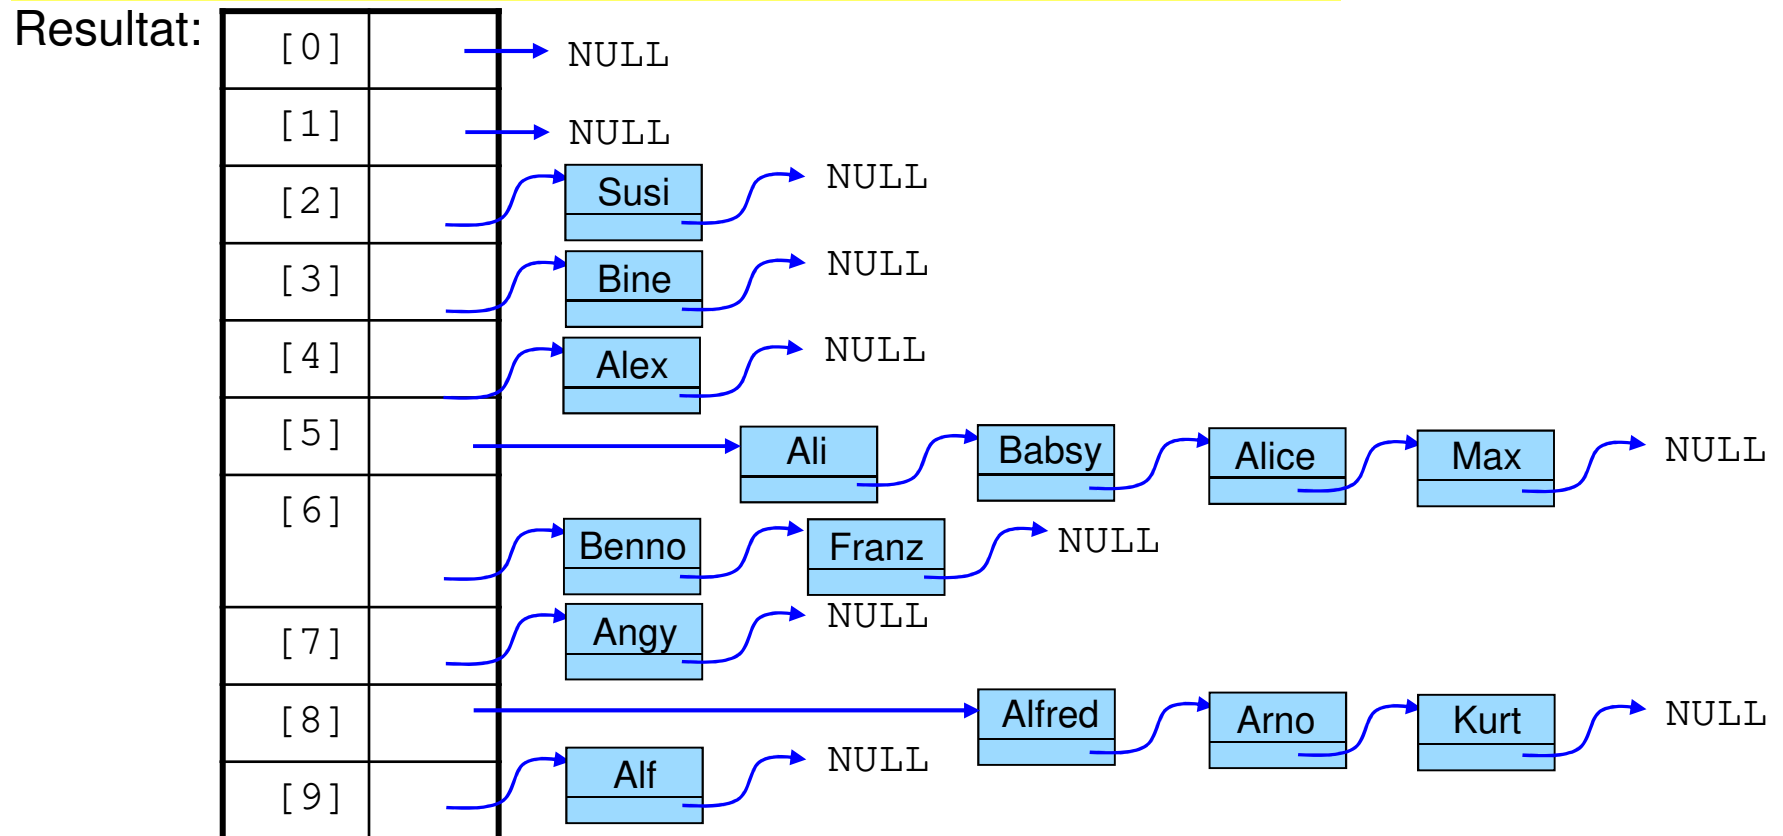 Resultat:
[0] NULL
[1] NULL
[2] Susi NULL
[3] Bine NULL
[4] Alex NULL
[5] Ali Babsy Alice Max NULL
[6] Benno Franz NULL
[7] Angy NULL
[8] Alfred Arno Kurt NULL
[9] Alf NULL